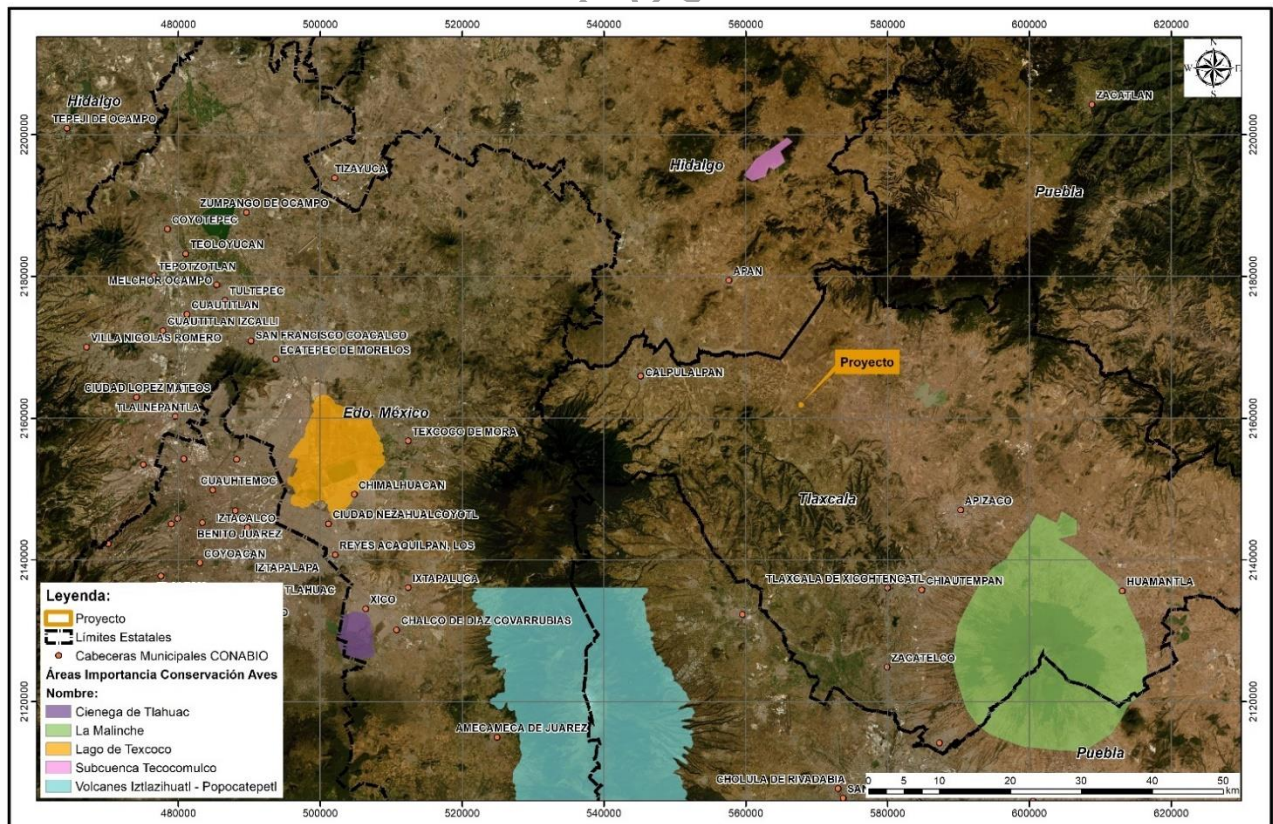 480000 500000 520000 540000 560000 580000 600000 620000
N
W E
S
Hidalgo
TEPEJI DE OCAMPO
ZACATLAN
2200000 2200000
TIZAYUCA
Hidalgo
Puebla
ZUMPANGO DE OCAMPO
COYOTEPEC
TEOLOYUCAN
TEPOTZOTLAN
2180000 2180000
MELCHOR OCAMPO
TULTEPEC
APAN
CUAUTITLAN
CUAUTITLAN IZCALLI
VILLA NICOLAS ROMERO
SAN FRANCISCO COACALCO
ECATEPEC DE MORELOS
Proyecto
CALPULALPAN
CIUDAD LOPEZ MATEOS
TLALNEPANTLA
2160000 2160000
Edo. México
TEXCOCO DE MORA
CUAUHTEMOC
CHIMALHUACAN
Tlaxcala
APIZACO
IZTACALCO
CIUDAD NEZAHUALCOYOTL
BENITO JUAREZ
COYOACAN
REYES ACAQUILPAN, LOS
2140000 2140000
IZTAPALAPA
IXTAPALUCA
TLAXCALA DE XICOHTENCATL
CHIAUTEMPAN
HUAMANTLA
TLAHUAC
XICO
CHALCO DE DIAZ COVARRUBIAS
ZACATELCO
2120000 2120000
AMECAMECA DE JUAREZ
Puebla
CHOLULA DE RIVADABIA
SAN
Leyenda:
Proyecto
Límites Estatales
Cabeceras Municipales CONABIO
Áreas Importancia Conservación Aves
Nombre:
Cienega de Tlahuac
La Malinche
Lago de Texcoco
Subcuenca Tecocomulco
Volcanes Iztlazihuatl - Popocatepetl
0 5 10 20 30 40 50
km
480000 500000 520000 540000 560000 580000 600000 620000